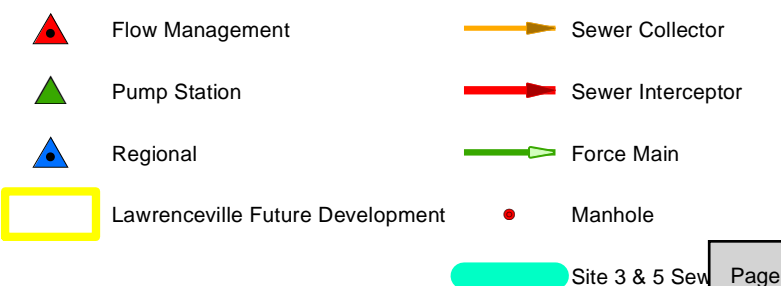 Flow Management
Sewer Collector
Pump Station
Sewer Interceptor
Regional
Force Main
Lawrenceville Future Development
Manhole
Site 3 & 5 Sew
Page